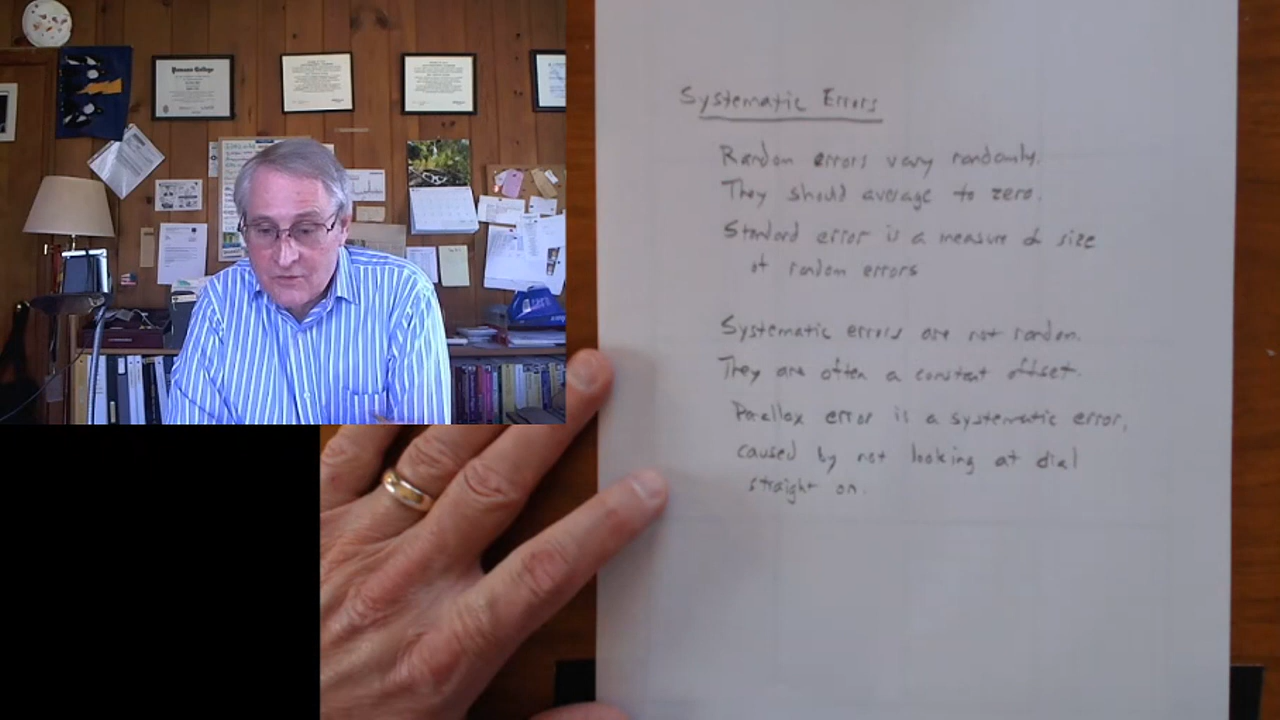 Pomona College
Systematic Errors
Random errors vary randomly.
They should average to zero.
Standard error is a measure of size
of random errors
Systematic errors are not random.
They are often a constant offset.
Parallax error is a systematic error,
caused by not looking at dial
straight on.